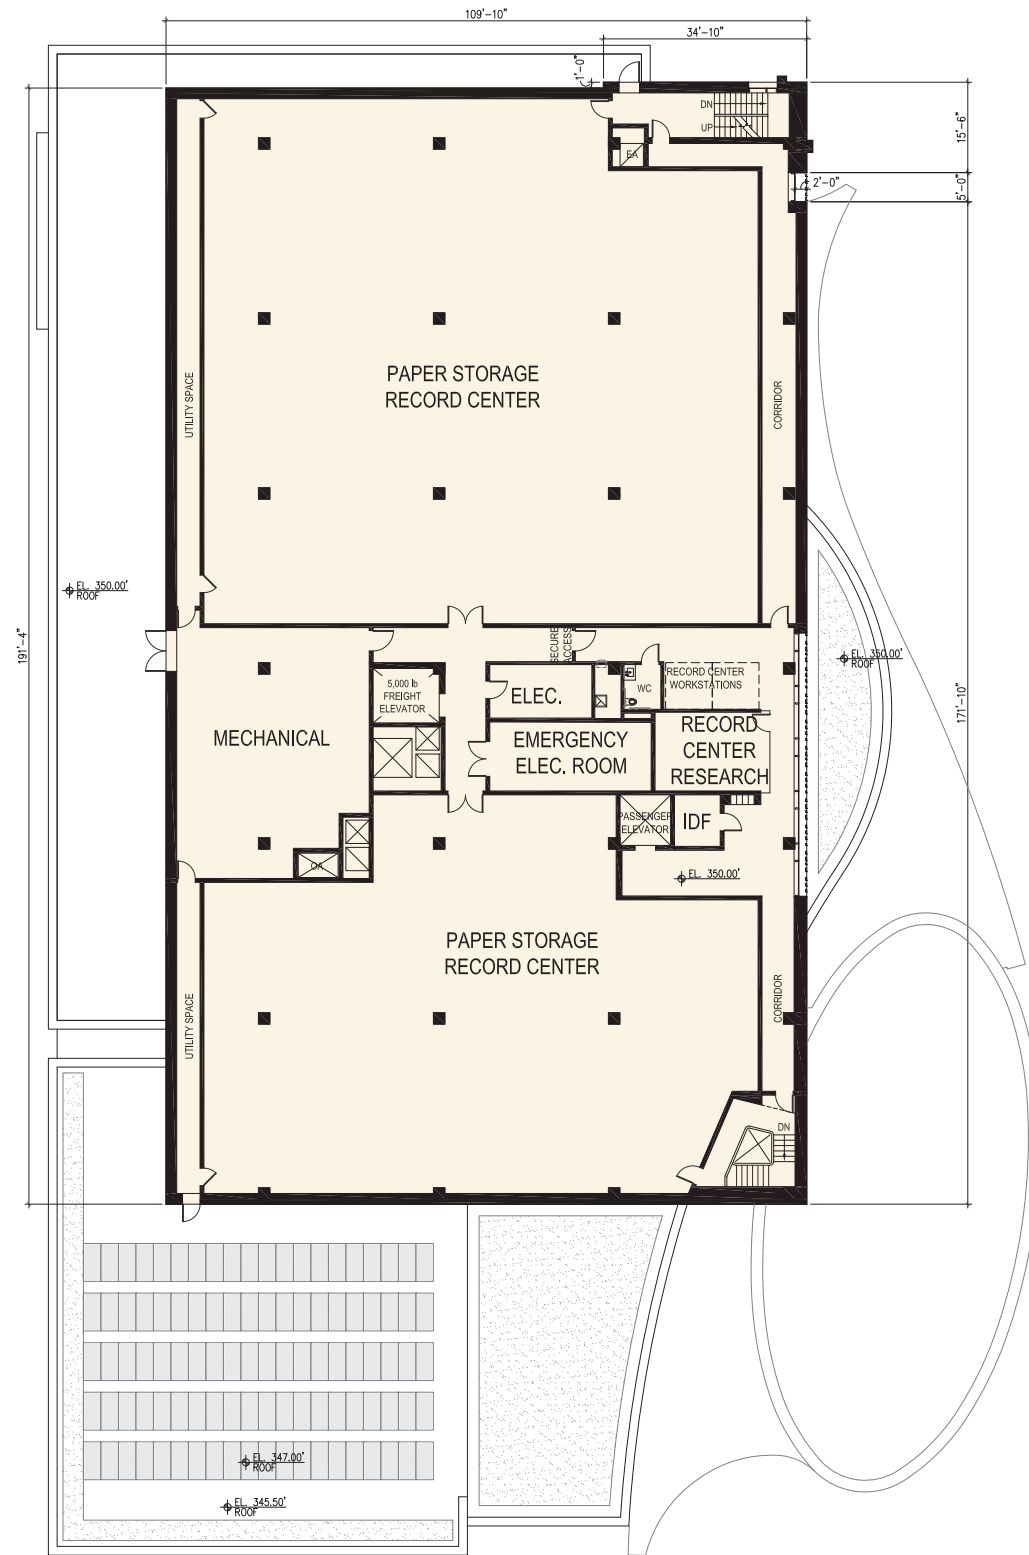 109'-10"
34'-10"
1'-0"
DN
UP
EA
15'-6"
2'-0"
5'-0"
PAPER STORAGE
RECORD CENTER
UTILITY SPACE
CORRIDOR
EL. 350.00'
ROOF
191'-4"
SECURE
ACCESS
EL. 350.00'
ROOF
5,000 lb
FREIGHT
ELEVATOR
ELEC.
WC
RECORD CENTER
WORKSTATIONS
171'-10"
MECHANICAL
EMERGENCY
ELEC. ROOM
RECORD
CENTER
RESEARCH
PASSENGER
ELEVATOR
IDF
OA
EL. 350.00'
PAPER STORAGE
RECORD CENTER
UTILITY SPACE
CORRIDOR
DN
EL. 347.00'
ROOF
EL. 345.50'
ROOF